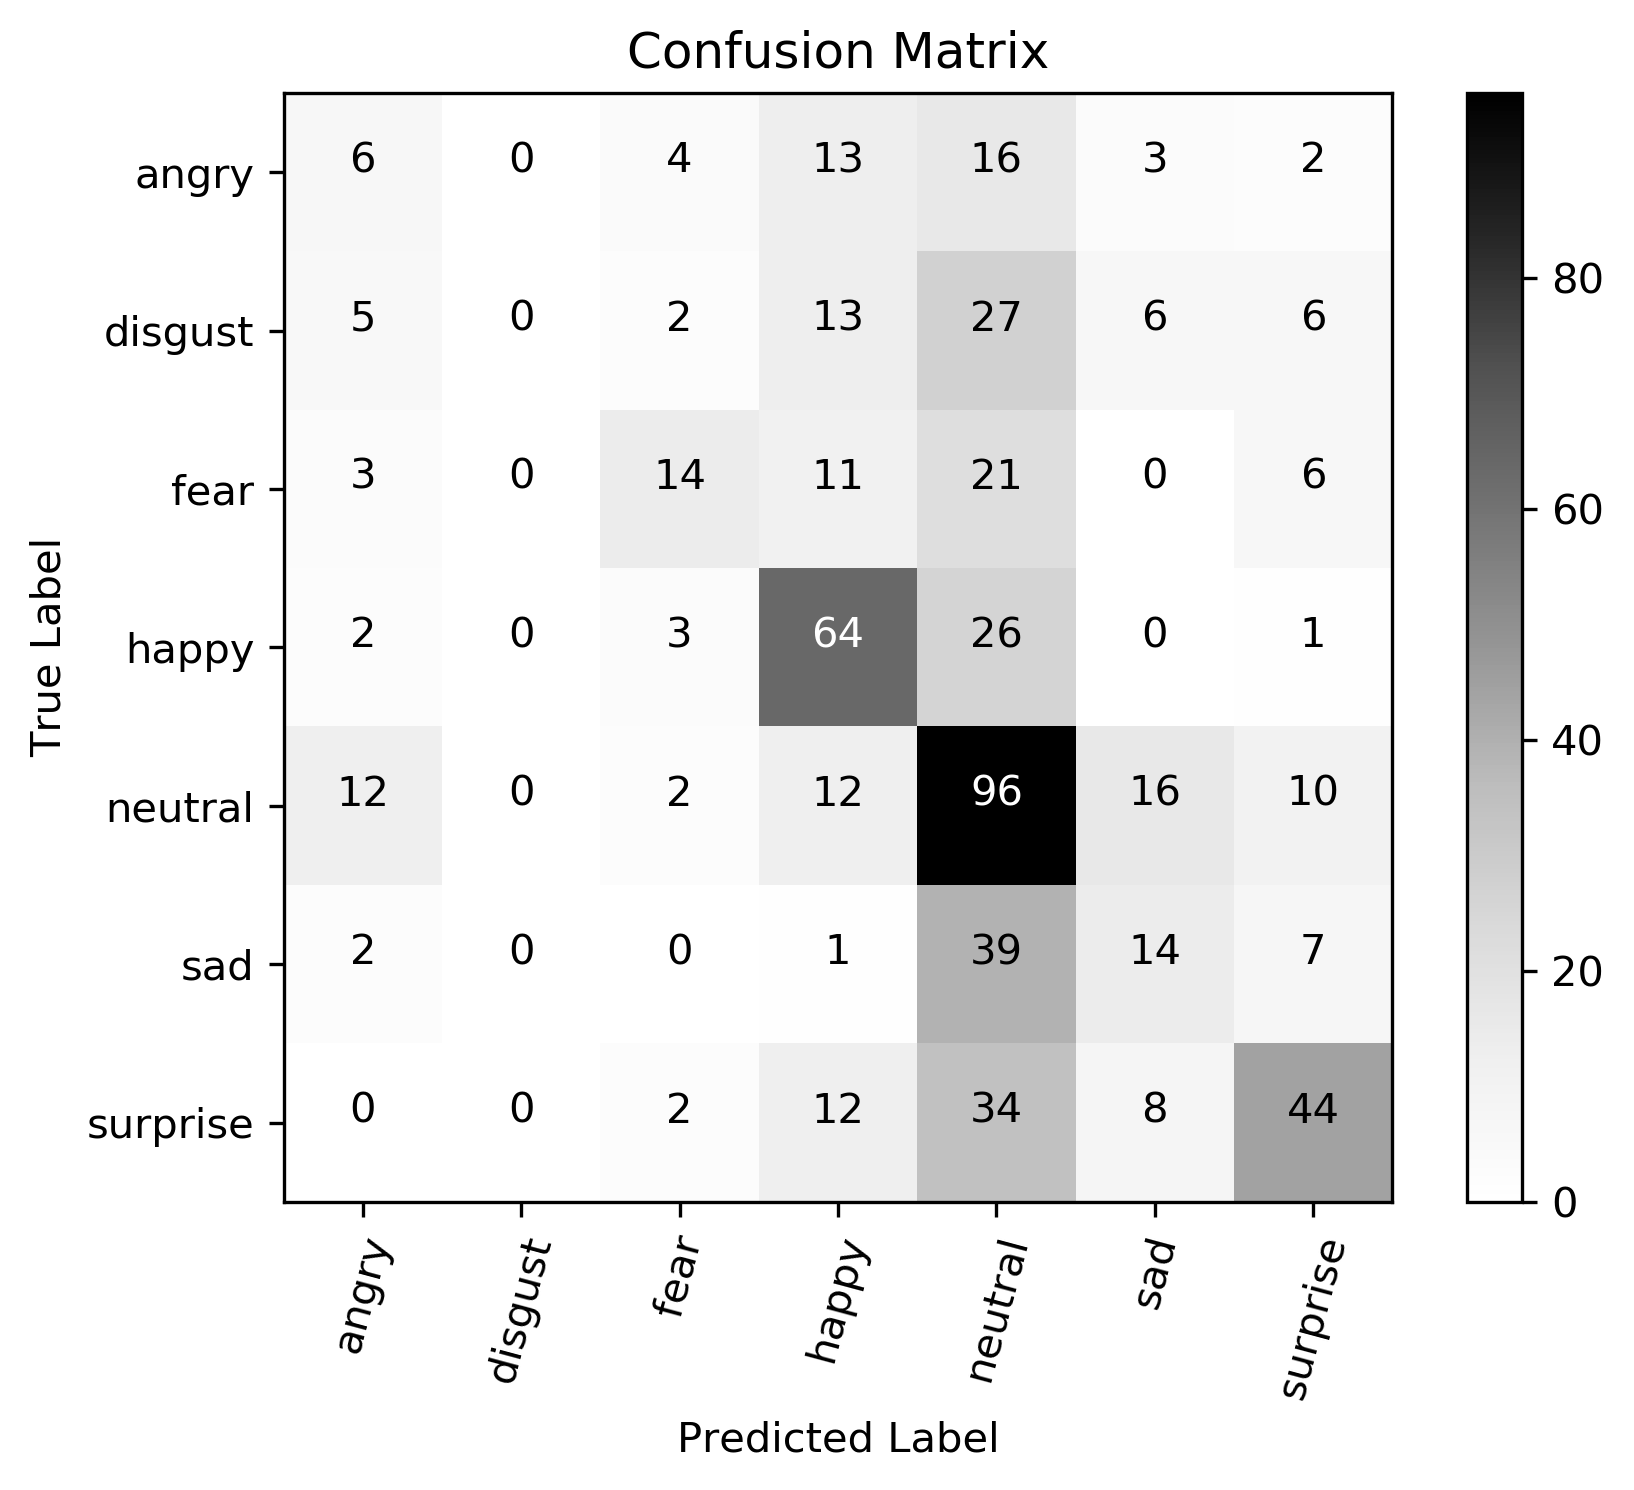 Confusion Matrix
angry 6 0 4 13 16 3 2
disgust 5 0 2 13 27 6 6
fear 3 0 14 11 21 0 6
happy 2 0 3 64 26 0 1
neutral 12 0 2 12 96 16 10
sad 2 0 0 1 39 14 7
surprise 0 0 2 12 34 8 44
True Label
angry disgust fear happy neutral sad surprise
Predicted Label
80
60
40
20
0